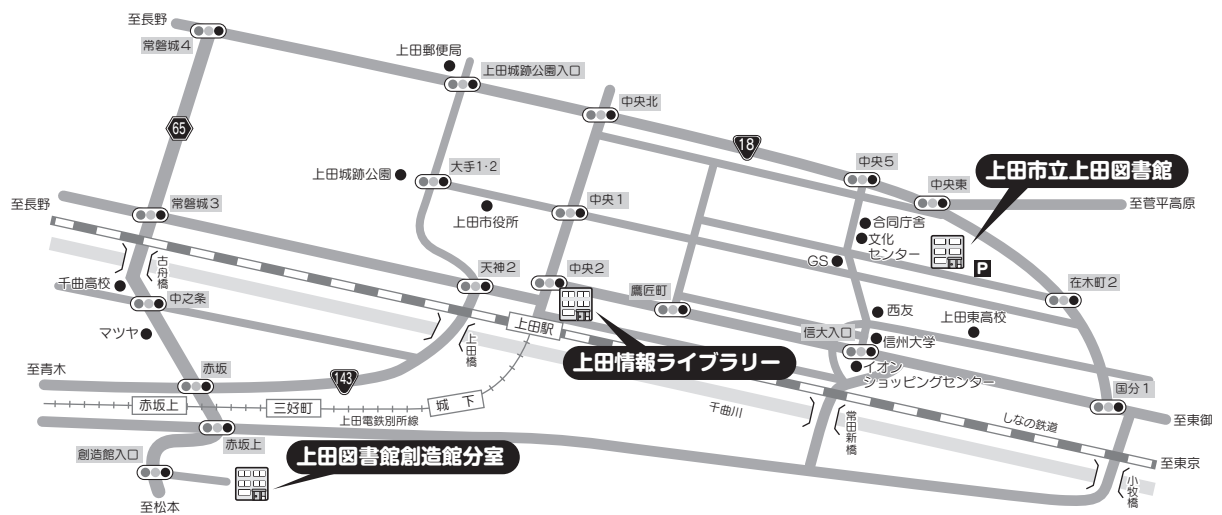 至長野
常磐城4
上田郵便局
上田城跡公園入口
中央北
65
18
中央5
上田市立上田図書館
中央東
至菅平高原
上田城跡公園
大手1・2
上田市役所
中央1
至長野
常磐城3
合同庁舎
文化
センター
GS
P
古舟橋
千曲高校
中之条
天神2
中央2
鷹匠町
在木町2
マツヤ
上田橋
上田駅
西友
上田東高校
信大入口
信州大学
上田情報ライブラリー
イオン
ショッピングセンター
至青木
赤坂
143
国分1
赤坂上
三好町
城下
千曲川
常田新橋
しなの鉄道
至東御
上田電鉄別所線
赤坂上
上田図書館創造館分室
創造館入口
至東京
小牧橋
至松本